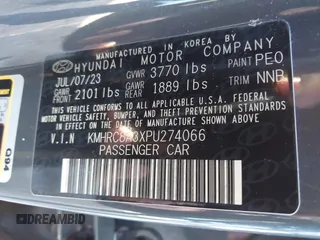 MANUFACTURED IN KOREA BY
HYUNDAI MOTOR COMPANY
JUL/07/23 GVWR 3770 lbs PAINT PEO
GAWR FRONT 2101 lbs GAWR REAR 1889 lbs TRIM NNB
THIS VEHICLE CONFORMS TO ALL APPLICABLE
FEDERAL MOTOR VEHICLE
SAFETY, BUMPER, AND THEFT PREVENTION
STANDARDS IN EFFECT ON THE DATE OF
MANUFACTURE SHOWN ABOVE.
V.I.N KMHRC8A3XPU274066
PASSENGER CAR
Q94
DREAMBID